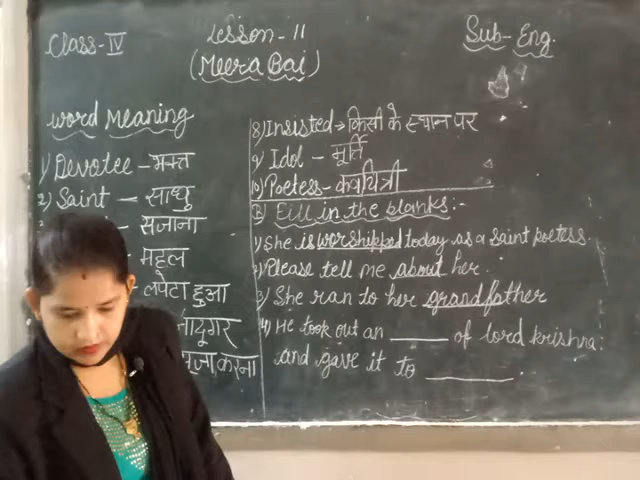 Class-IV
Lesson-11
(Meera Bai)
Sub-Eng.
Word Meaning
1) Devotee - भक्त
2) Saint - साधु
सजाना
महल
लपेटा हुआ
जादूगर
पूजा करना
8) Insisted → किसी के स्थान पर
9) Idol - मूर्ति
10) Poetess - कवयित्री
B) Fill in the blanks:-
1) She is worshipped today as a saint poetess.
2) Please tell me about her.
3) She ran to her grandfather
4) He took out an ______ of lord krishna.
and gave it to ______